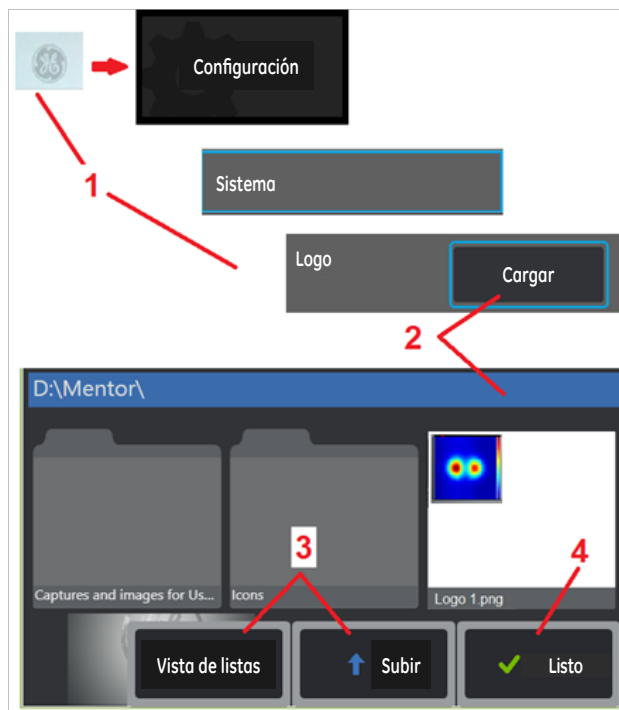 Configuración
1
Sistema
Logo
Cargar
2
D:\Mentor\
3
4
Captures and images for Us...
Icons
Logo 1.png
Vista de listas
Subir
Listo